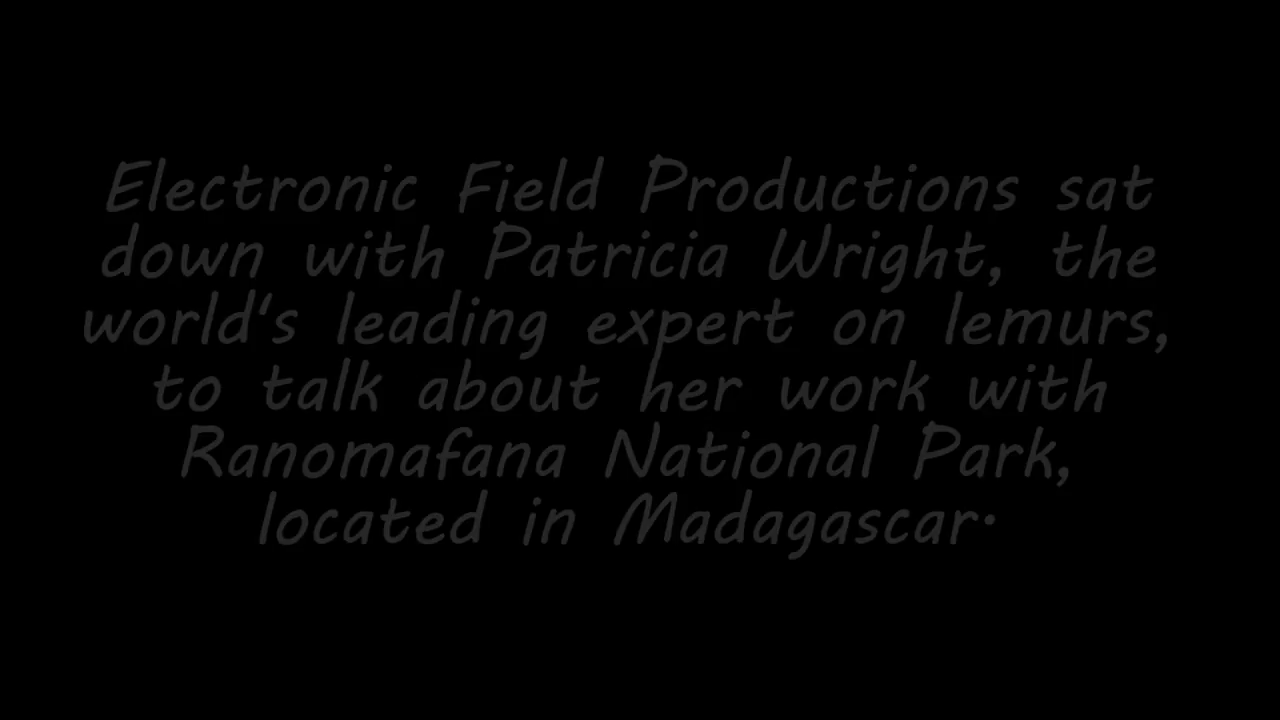 Electronic Field Productions sat
down with Patricia Wright, the
world's leading expert on lemurs,
to talk about her work with
Ranomafana National Park,
located in Madagascar.